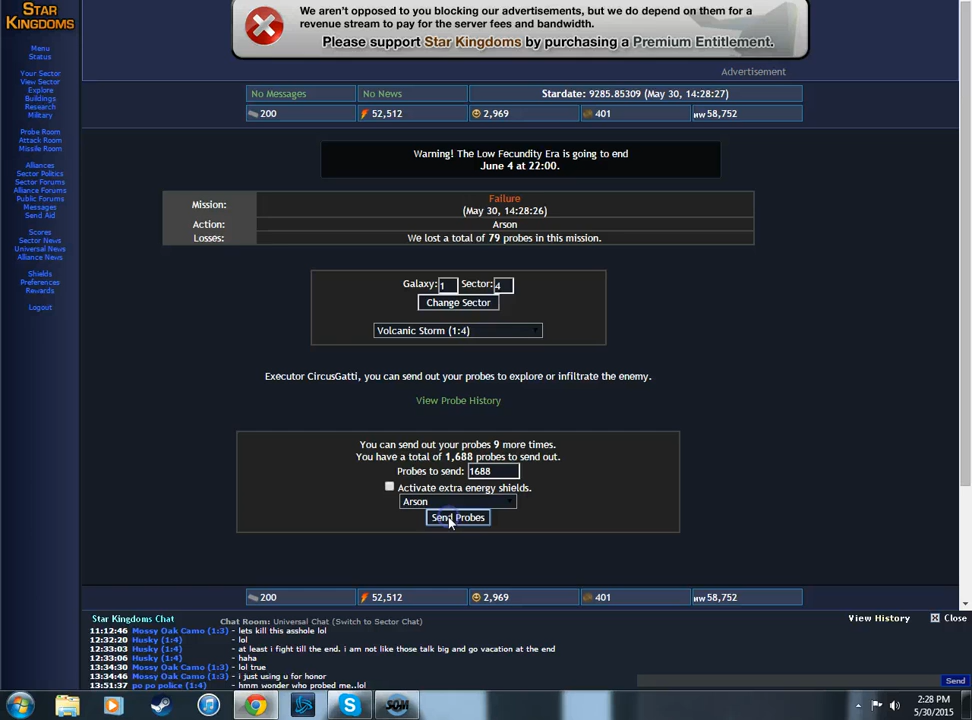 STAR
KINGDOMS
Menu
Status
Your Sector
View Sector
Explore
Buildings
Research
Military
Probe Room
Attack Room
Missile Room
Alliances
Sector Politics
Sector Forums
Alliance Forums
Public Forums
Messages
Send Aid
Scores
Sector News
Universal News
Alliance News
Shields
Preferences
Rewards
Logout
We aren't opposed to you blocking our advertisements, but we do depend on them for a
revenue stream to pay for the server fees and bandwidth.
Please support Star Kingdoms by purchasing a Premium Entitlement.
Advertisement
No Messages No News Stardate: 9285.85309 (May 30, 14:28:27)
200 52,512 2,969 401 NW 58,752
Warning! The Low Fecundity Era is going to end
June 4 at 22:00.
Mission: Failure
(May 30, 14:28:26)
Action: Arson
Losses: We lost a total of 79 probes in this mission.
Galaxy: 1 Sector: 4
Change Sector
Volcanic Storm (1:4)
Executor CircusGatti, you can send out your probes to explore or infiltrate the enemy.
View Probe History
You can send out your probes 9 more times.
You have a total of 1,688 probes to send out.
Probes to send: 1688
Activate extra energy shields.
Arson
Send Probes
200 52,512 2,969 401 NW 58,752
Star Kingdoms Chat Chat Room: Universal Chat (Switch to Sector Chat) View History Close
11:12:46 Mossy Oak Camo (1:3) - lets kill this asshole lol
12:32:20 Husky (1:4) - lol
12:33:03 Husky (1:4) - at least i fight till the end. i am not like those talk big and go vacation at the end
12:33:06 Husky (1:4) - haha
13:34:30 Mossy Oak Camo (1:3) - lol true
13:34:46 Mossy Oak Camo (1:3) - i just using u for honor
13:51:37 po po police (1:4) - hmm wonder who probed me..lol
Send
SQM
2:28 PM
5/30/2015